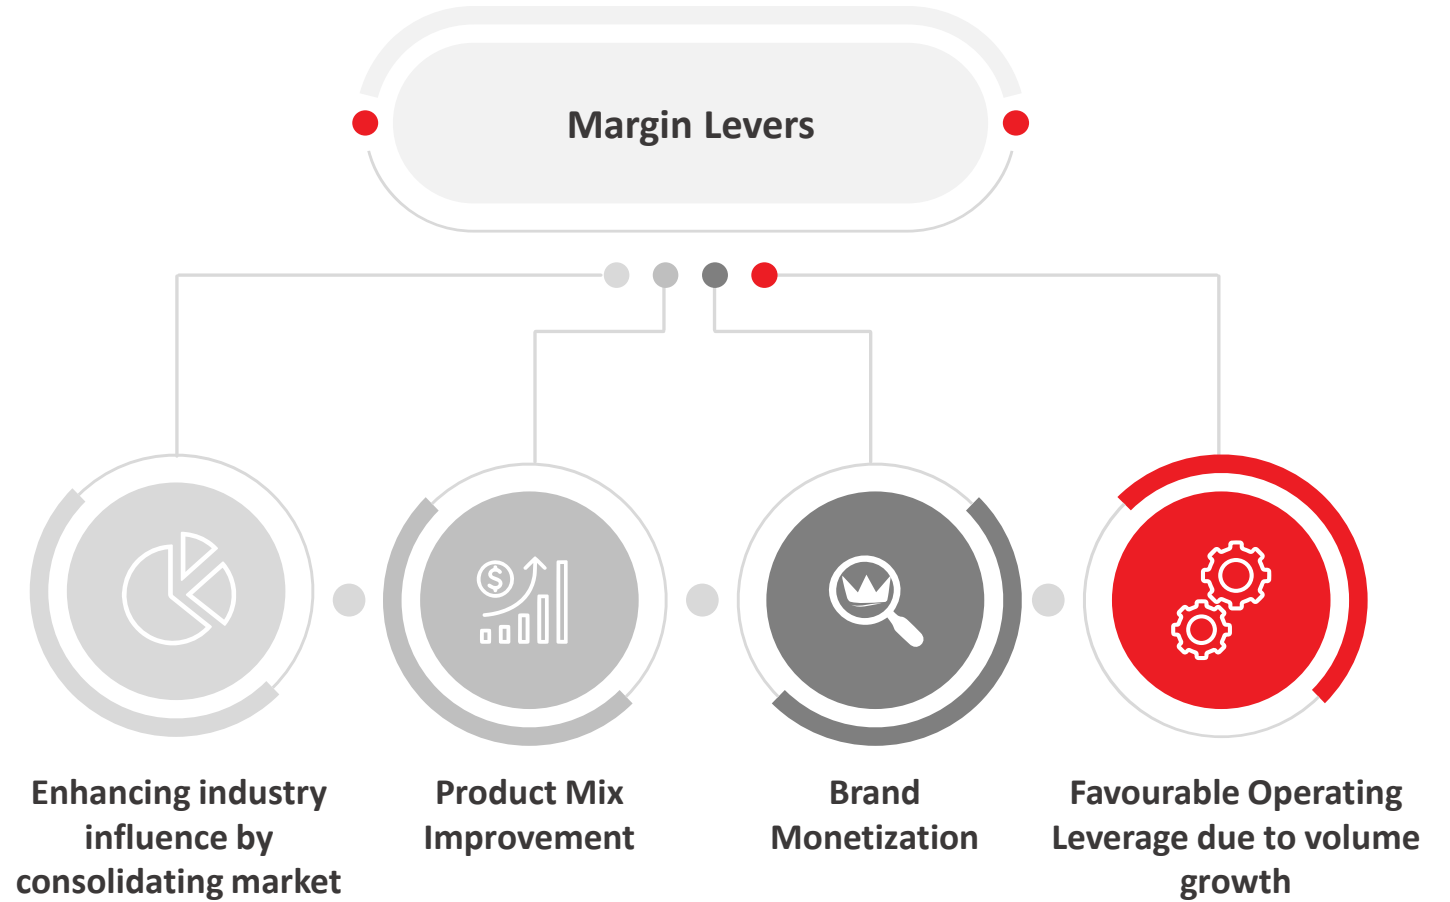 Margin Levers
Enhancing industry
influence by
consolidating market
Product Mix
Improvement
Brand
Monetization
Favourable Operating
Leverage due to volume
growth